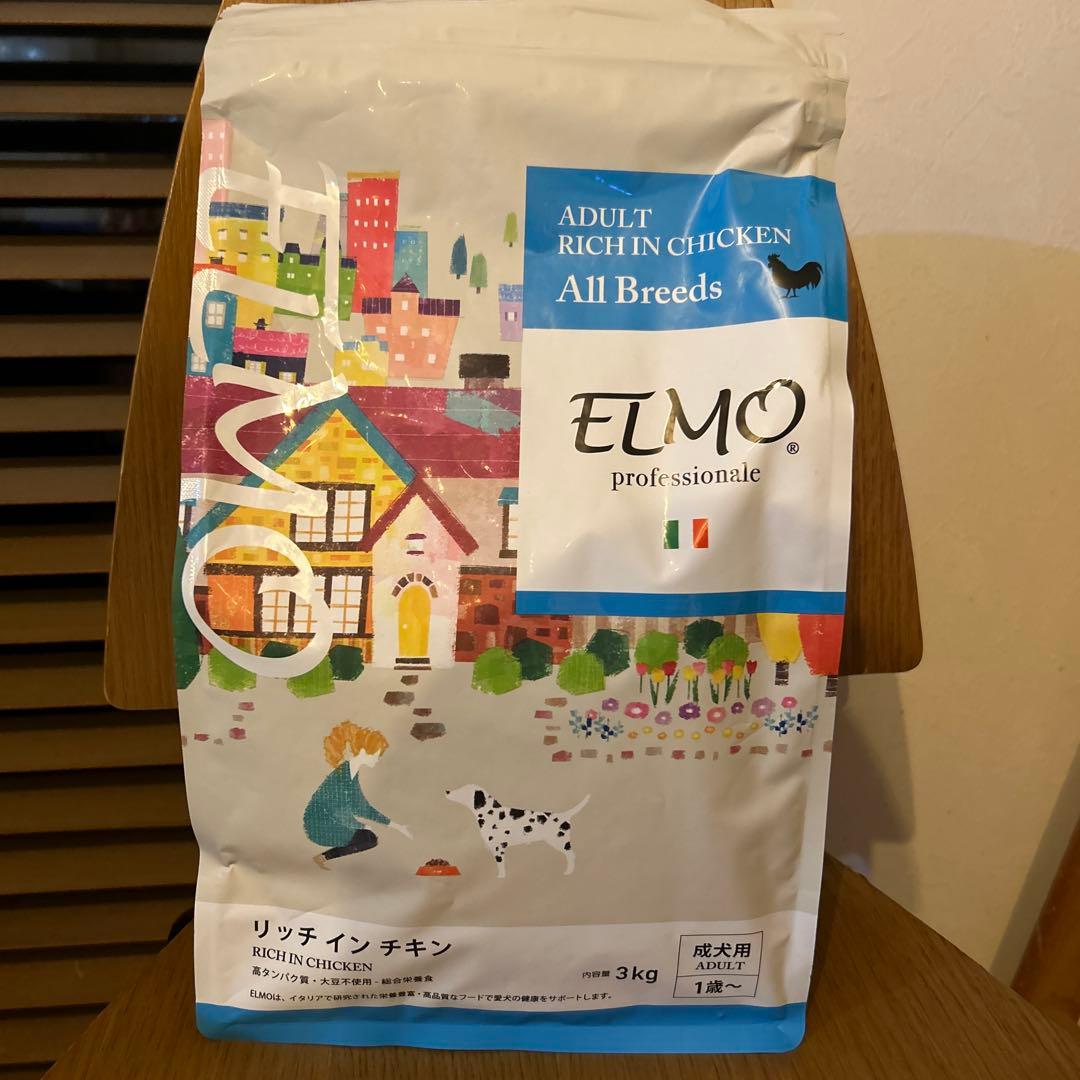 ELMO
ADULT
RICH IN CHICKEN
All Breeds
ELMO®
professionale
リッチ イン チキン
RICH IN CHICKEN
高タンパク質・大豆不使用 - 総合栄養食
ELMOは、イタリアで研究された栄養豊富・高品質なフードで愛犬の健康をサポートします。
内容量 3kg
成犬用
ADULT
1歳～